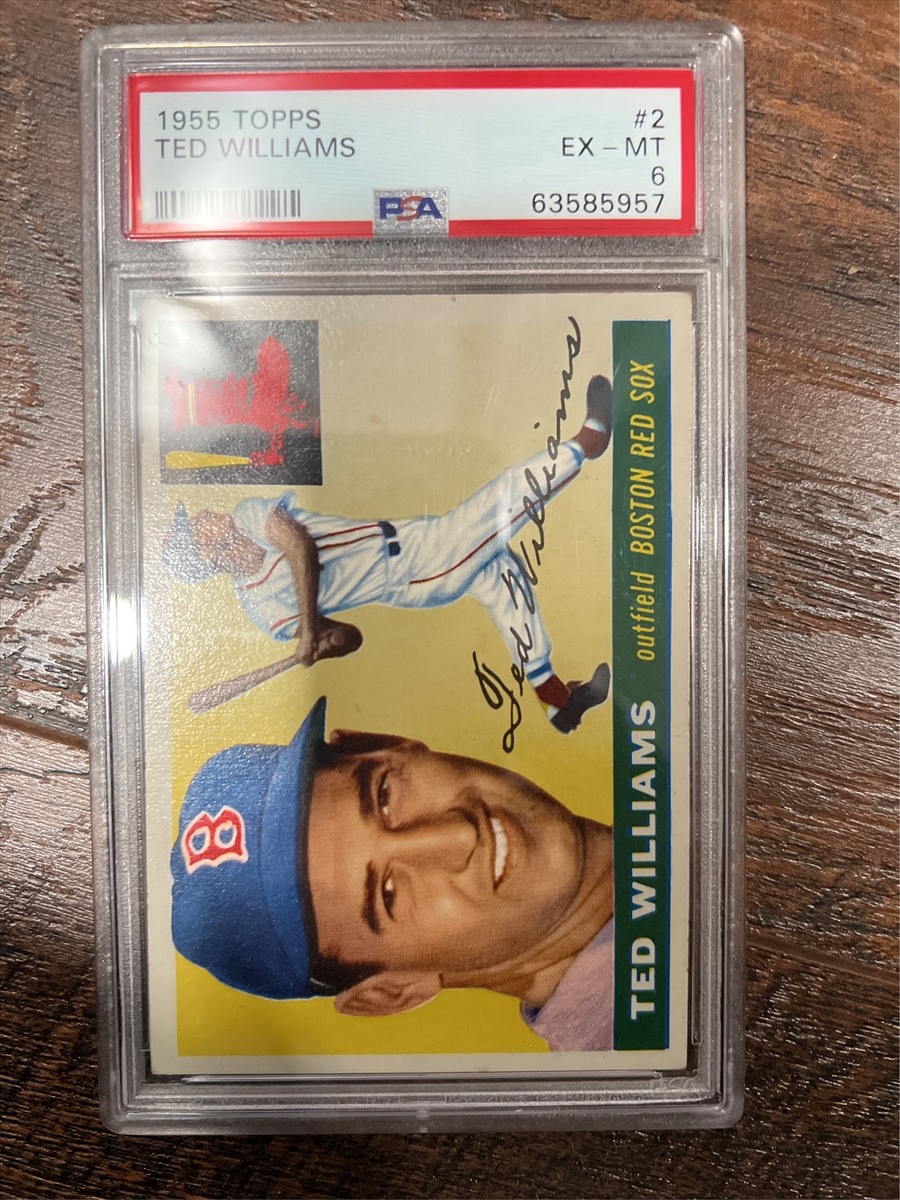 1955 TOPPS #2
TED WILLIAMS EX - MT
6
PSA 63585957
B
Ted Williams
TED WILLIAMS outfield BOSTON RED SOX